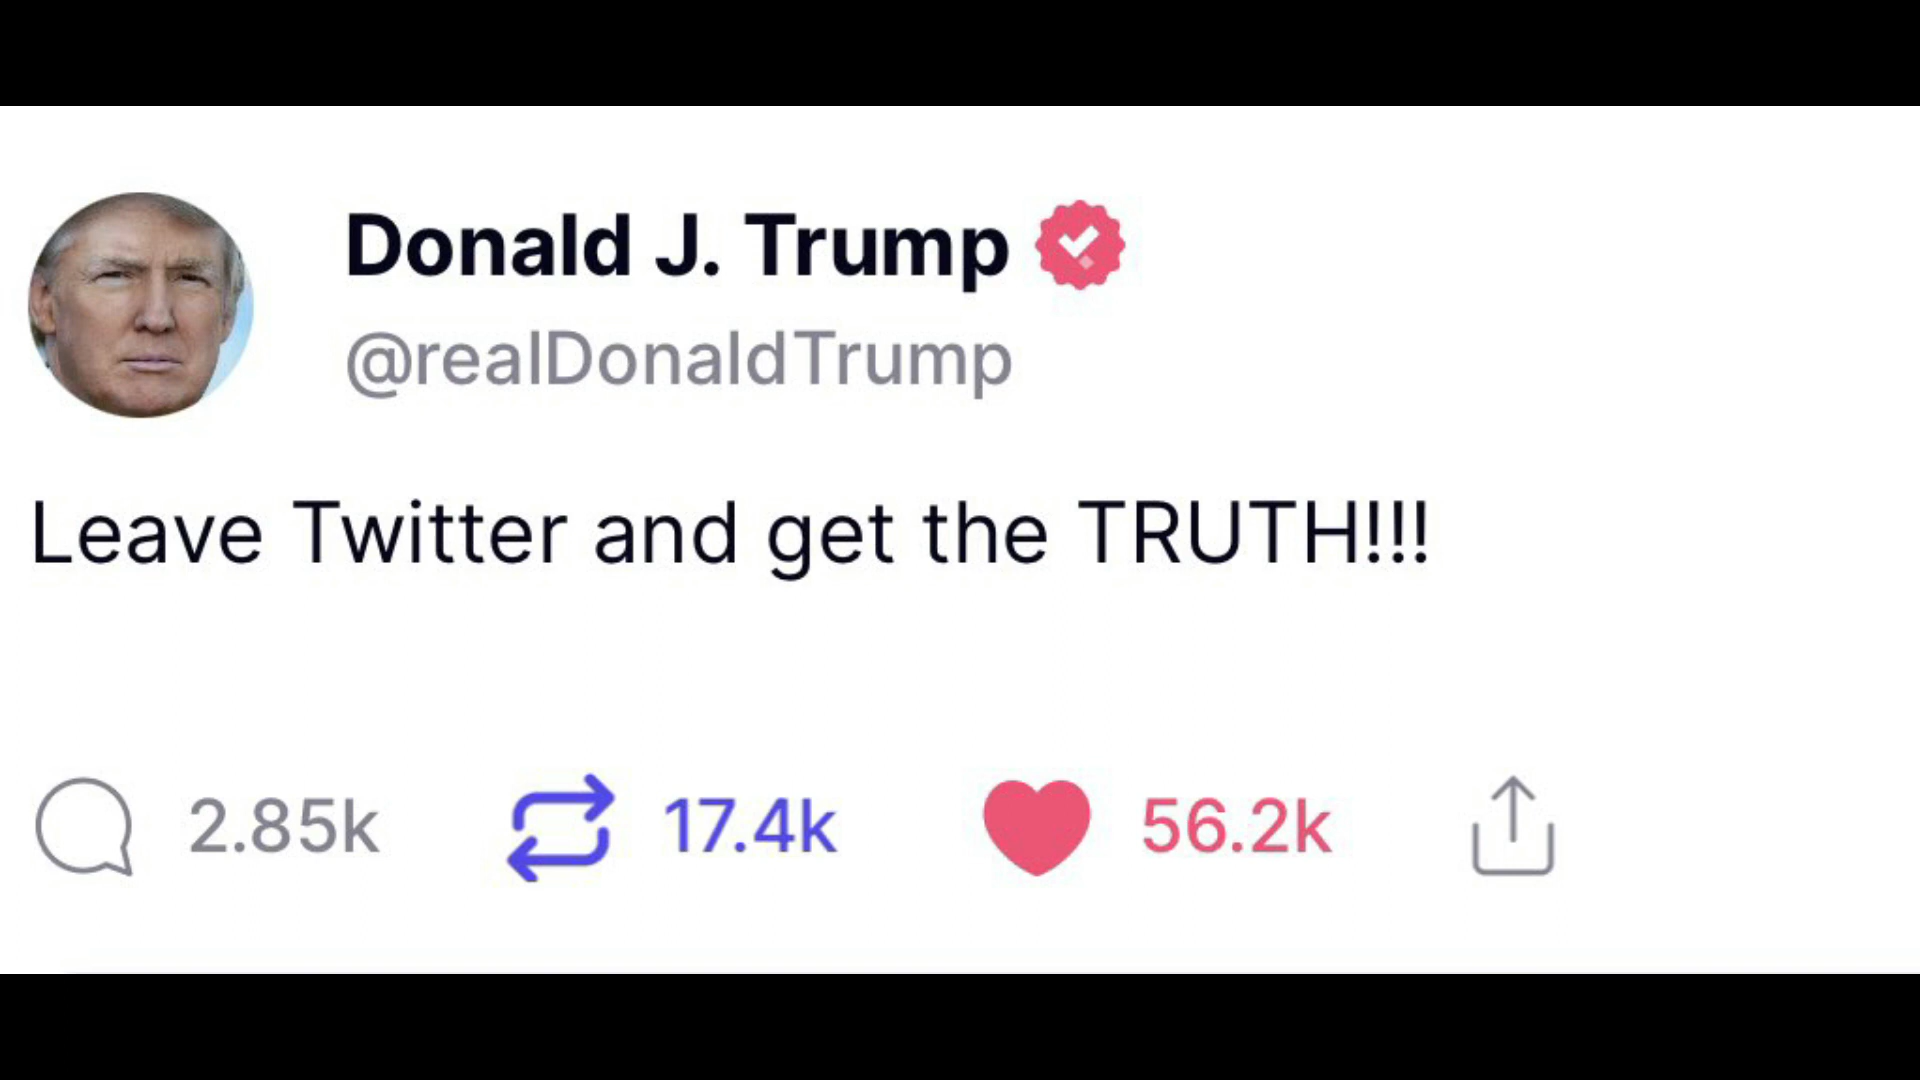 Donald J. Trump
@realDonaldTrump
Leave Twitter and get the TRUTH!!!
2.85k 17.4k 56.2k